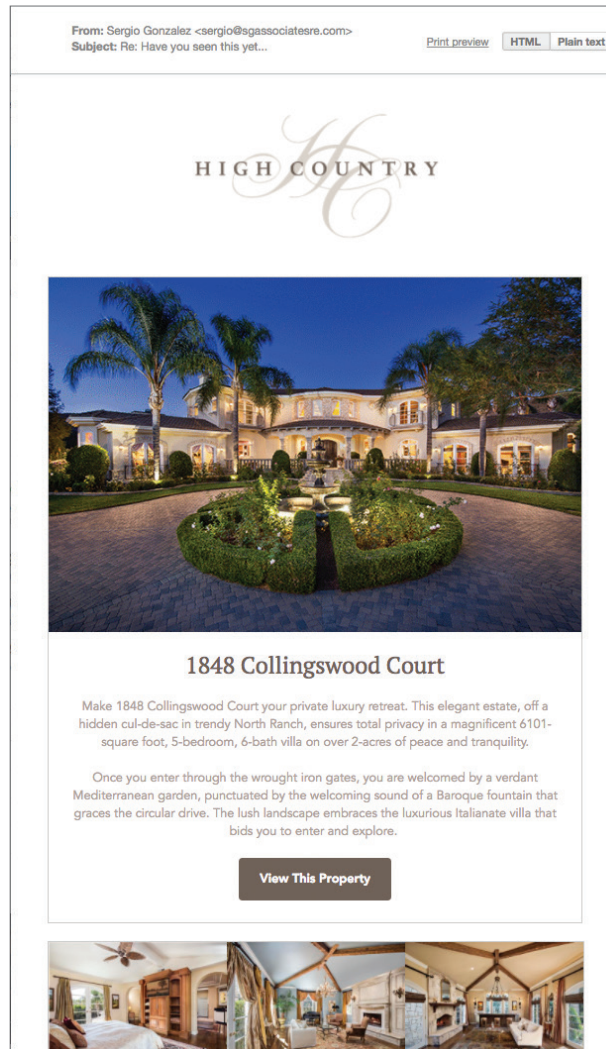 From: Sergio Gonzalez <sergio@sgassociatesre.com>
Subject: Re: Have you seen this yet...
Print preview
HTML
Plain text
HIGH COUNTRY
HC
1848 Collingswood Court
Make 1848 Collingswood Court your private luxury retreat. This elegant estate, off a
hidden cul-de-sac in trendy North Ranch, ensures total privacy in a magnificent 6101-
square foot, 5-bedroom, 6-bath villa on over 2-acres of peace and tranquility.
Once you enter through the wrought iron gates, you are welcomed by a verdant
Mediterranean garden, punctuated by the welcoming sound of a Baroque fountain that
graces the circular drive. The lush landscape embraces the luxurious Italianate villa that
bids you to enter and explore.
View This Property